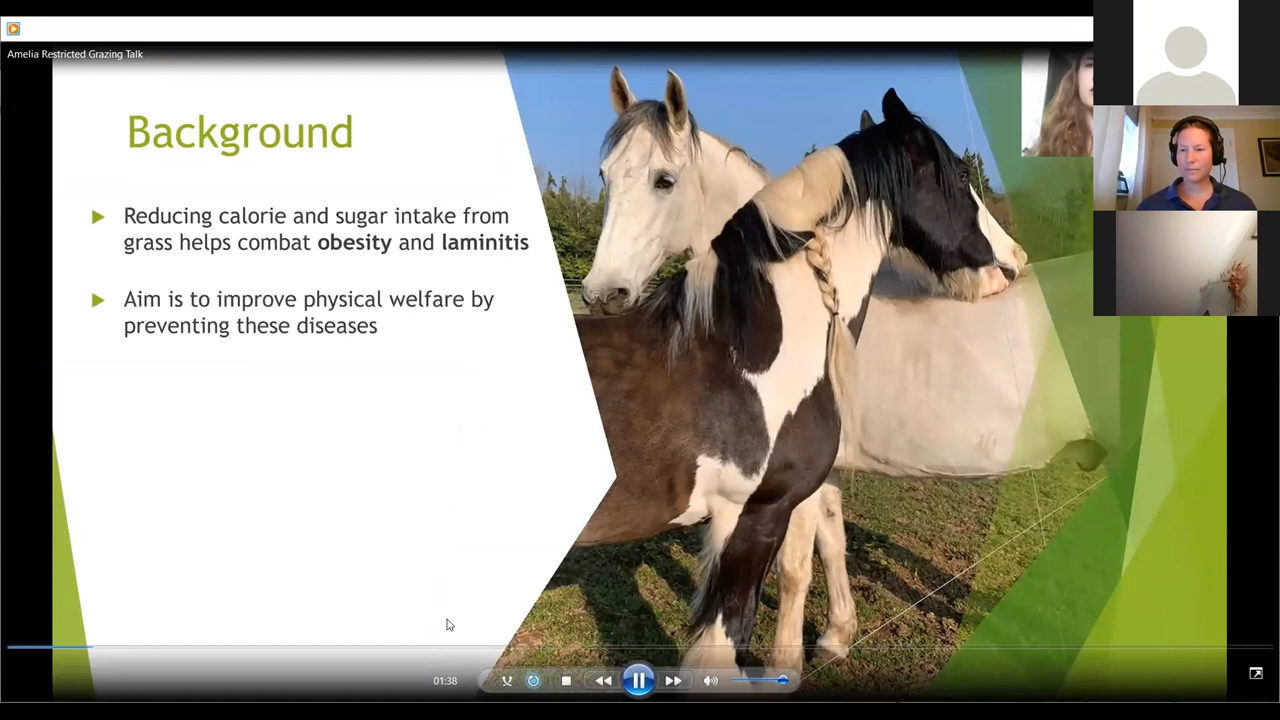 Amelia Restricted Grazing Talk
Background
Reducing calorie and sugar intake from
grass helps combat obesity and laminitis
Aim is to improve physical welfare by
preventing these diseases
01:38